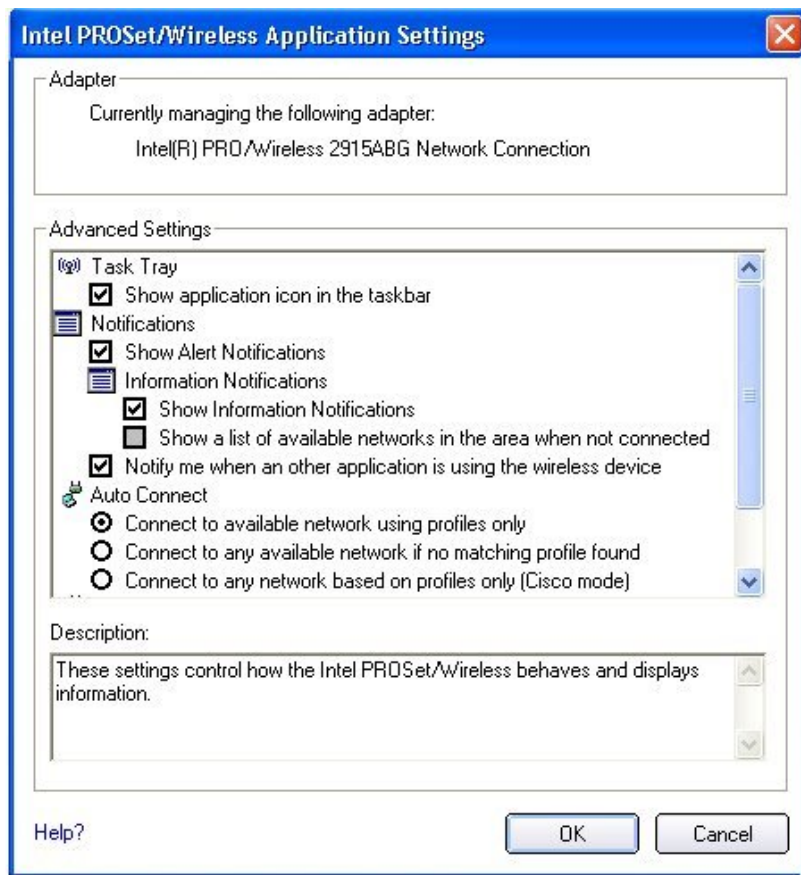 Intel PROSet/Wireless Application Settings
Adapter
Currently managing the following adapter:
Intel(R) PRO/Wireless 2915ABG Network Connection
Advanced Settings
Task Tray
Show application icon in the taskbar
Notifications
Show Alert Notifications
Information Notifications
Show Information Notifications
Show a list of available networks in the area when not connected
Notify me when an other application is using the wireless device
Auto Connect
Connect to available network using profiles only
Connect to any available network if no matching profile found
Connect to any network based on profiles only (Cisco mode)
Description:
These settings control how the Intel PROSet/Wireless behaves and displays
information.
Help?
OK
Cancel